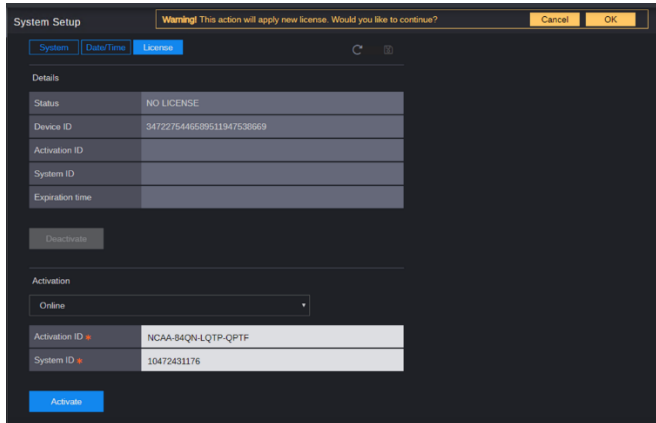 System Setup
Warning! This action will apply new license. Would you like to continue?
Cancel
OK
System
Date/Time
License
Details
Status NO LICENSE
Device ID 3472275446589511947538669
Activation ID
System ID
Expiration time
Deactivate
Activation
Online
Activation ID * NCAA-84QN-LQTP-QPTF
System ID * 10472431176
Activate